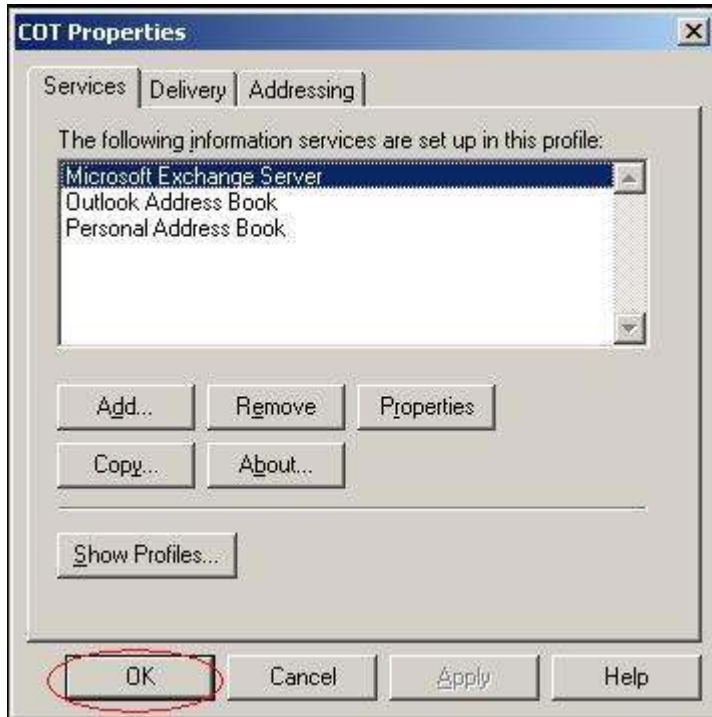 COT Properties
Services Delivery Addressing
The following information services are set up in this profile:
Microsoft Exchange Server
Outlook Address Book
Personal Address Book
Add... Remove Properties
Copy... About...
Show Profiles...
OK Cancel Apply Help